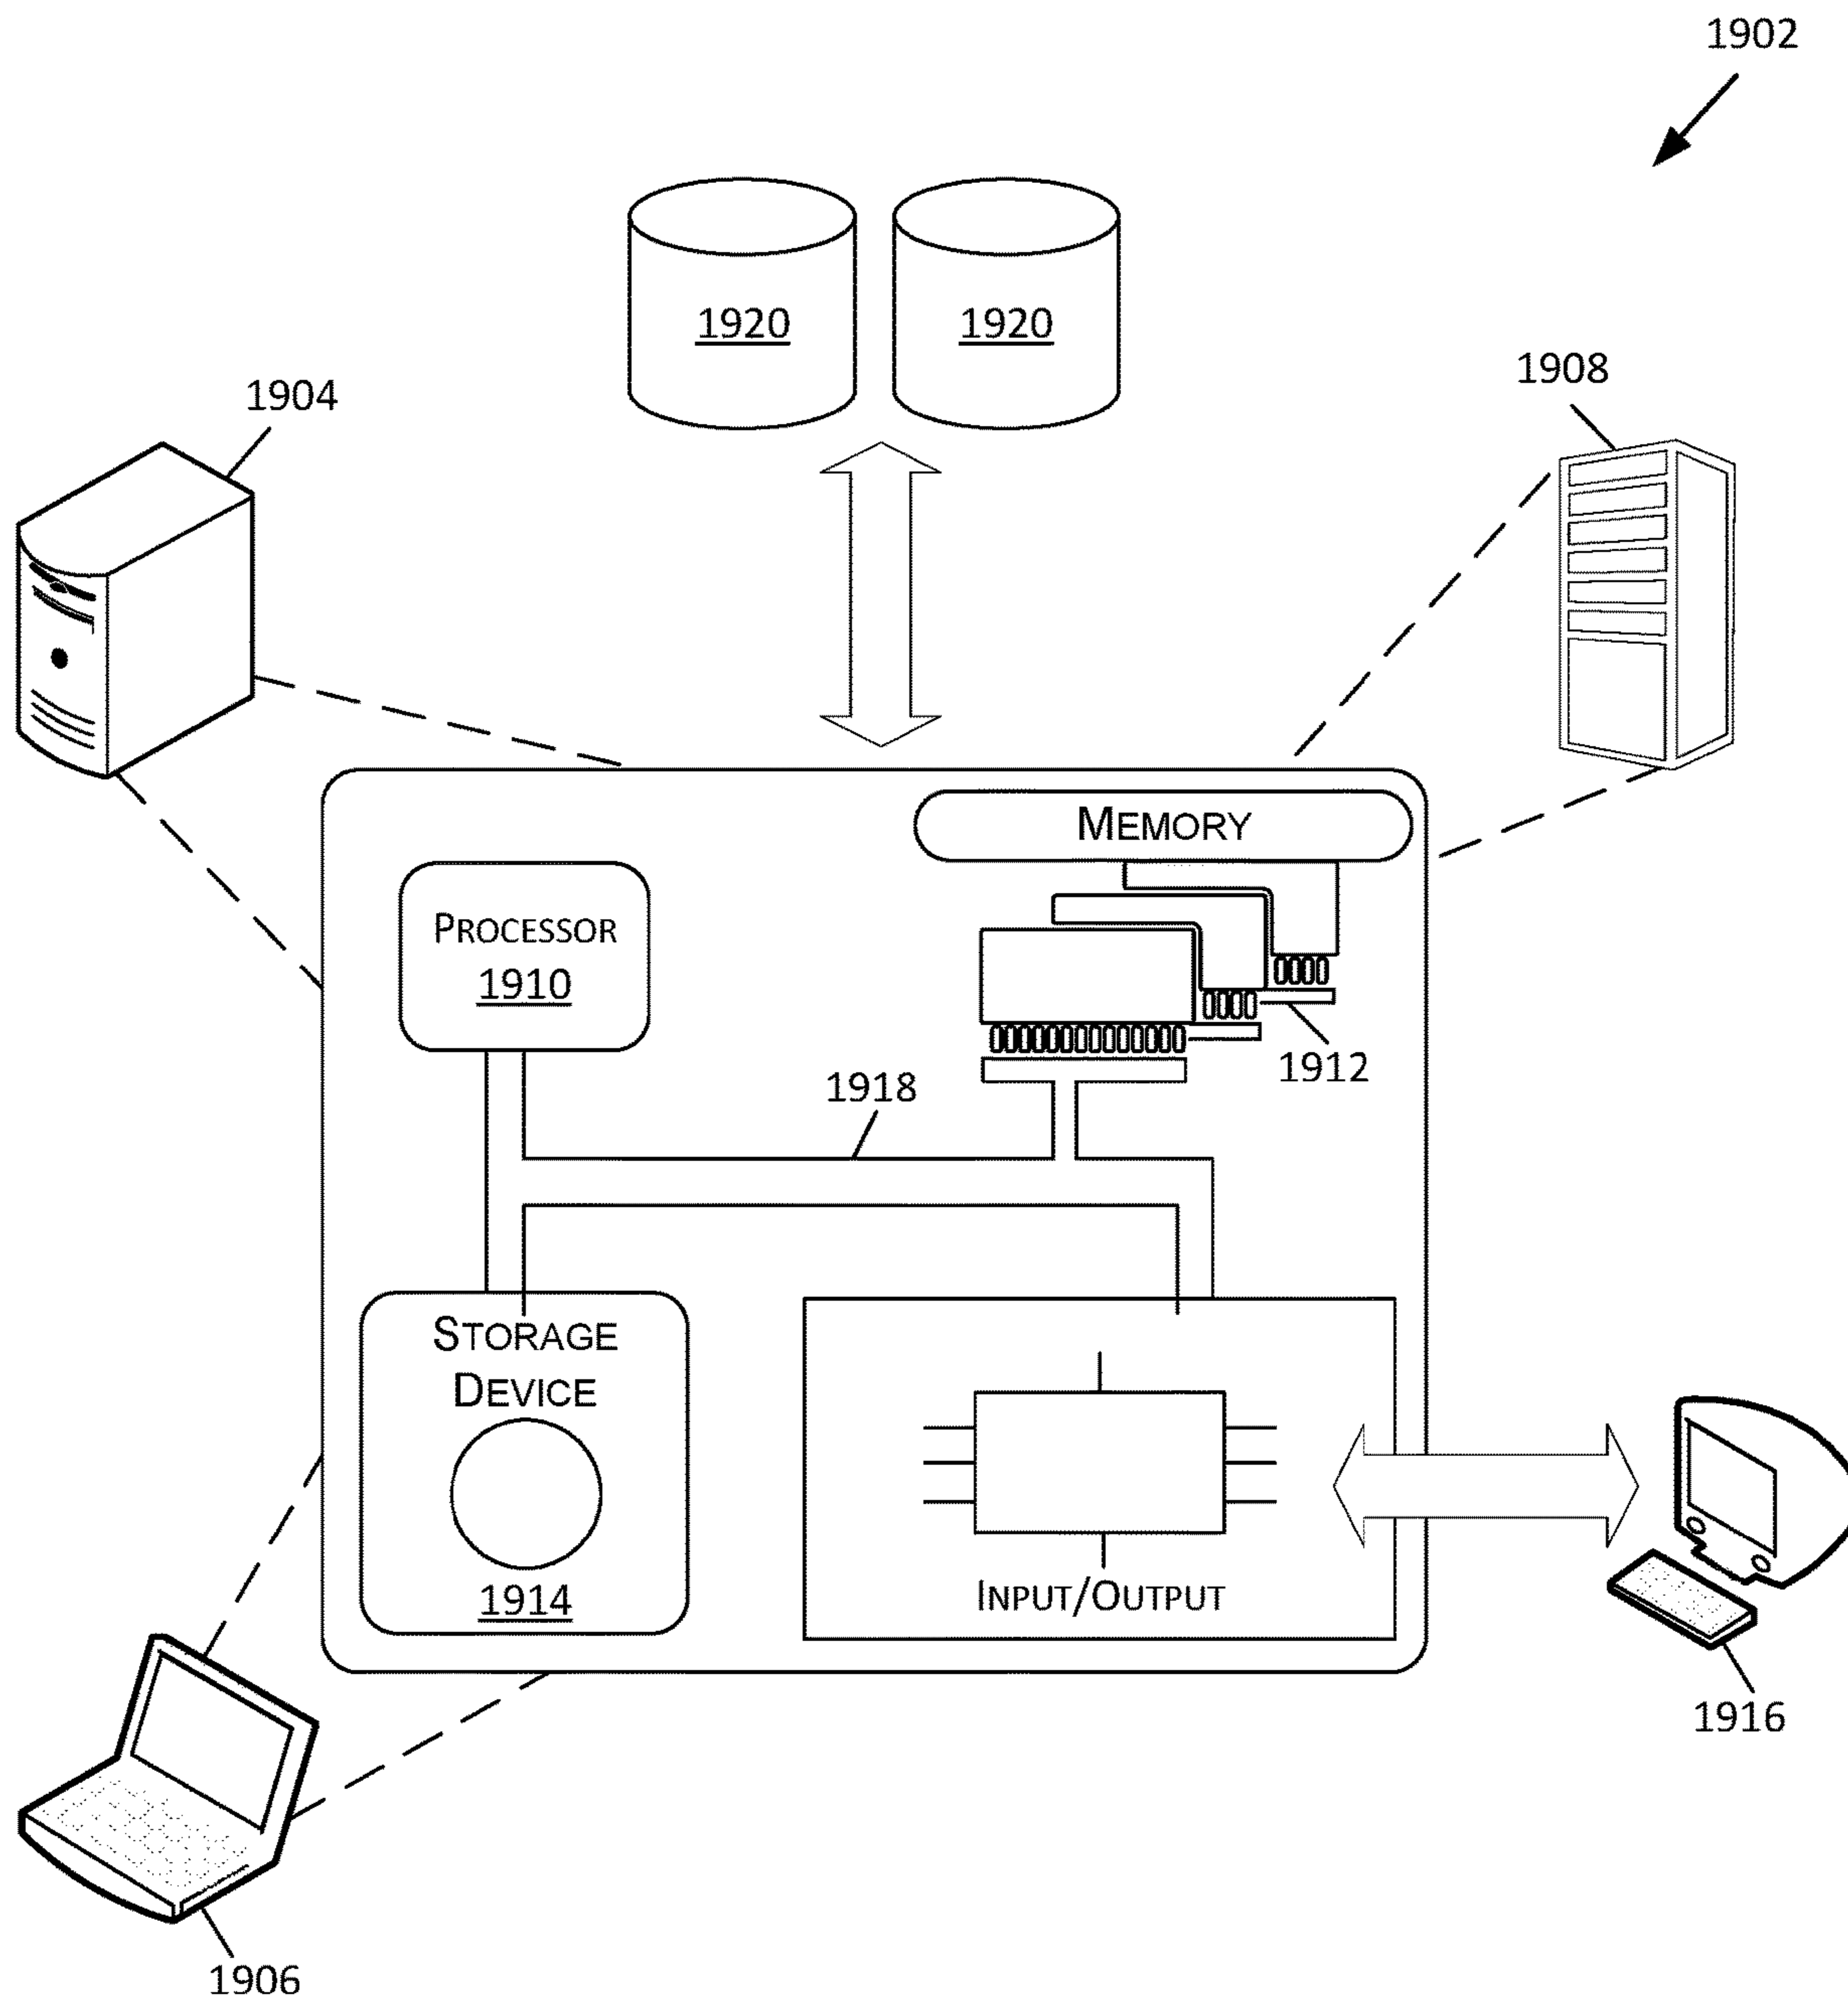 1902
1920
1920
1908
1904
MEMORY
PROCESSOR
1910
1912
1918
STORAGE
DEVICE
1914
INPUT/OUTPUT
1916
1906